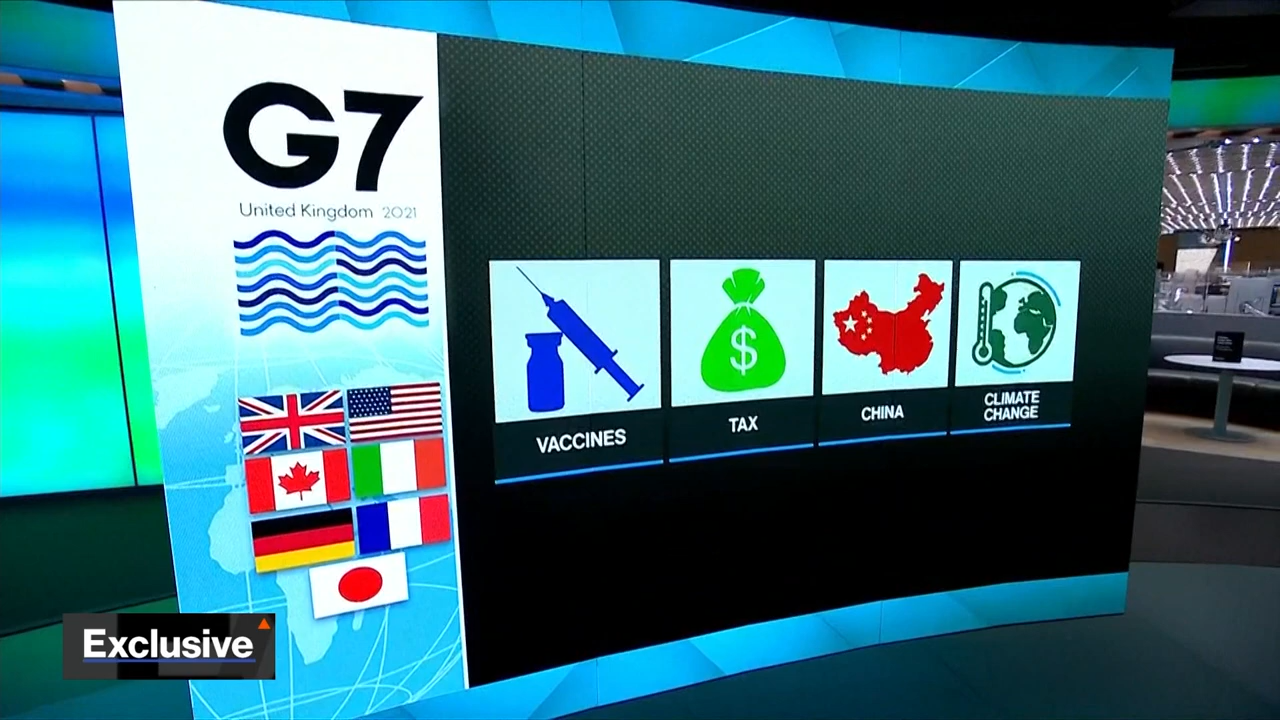 G7
United Kingdom 2021
$
VACCINES
TAX
CHINA
CLIMATE
CHANGE
Exclusive